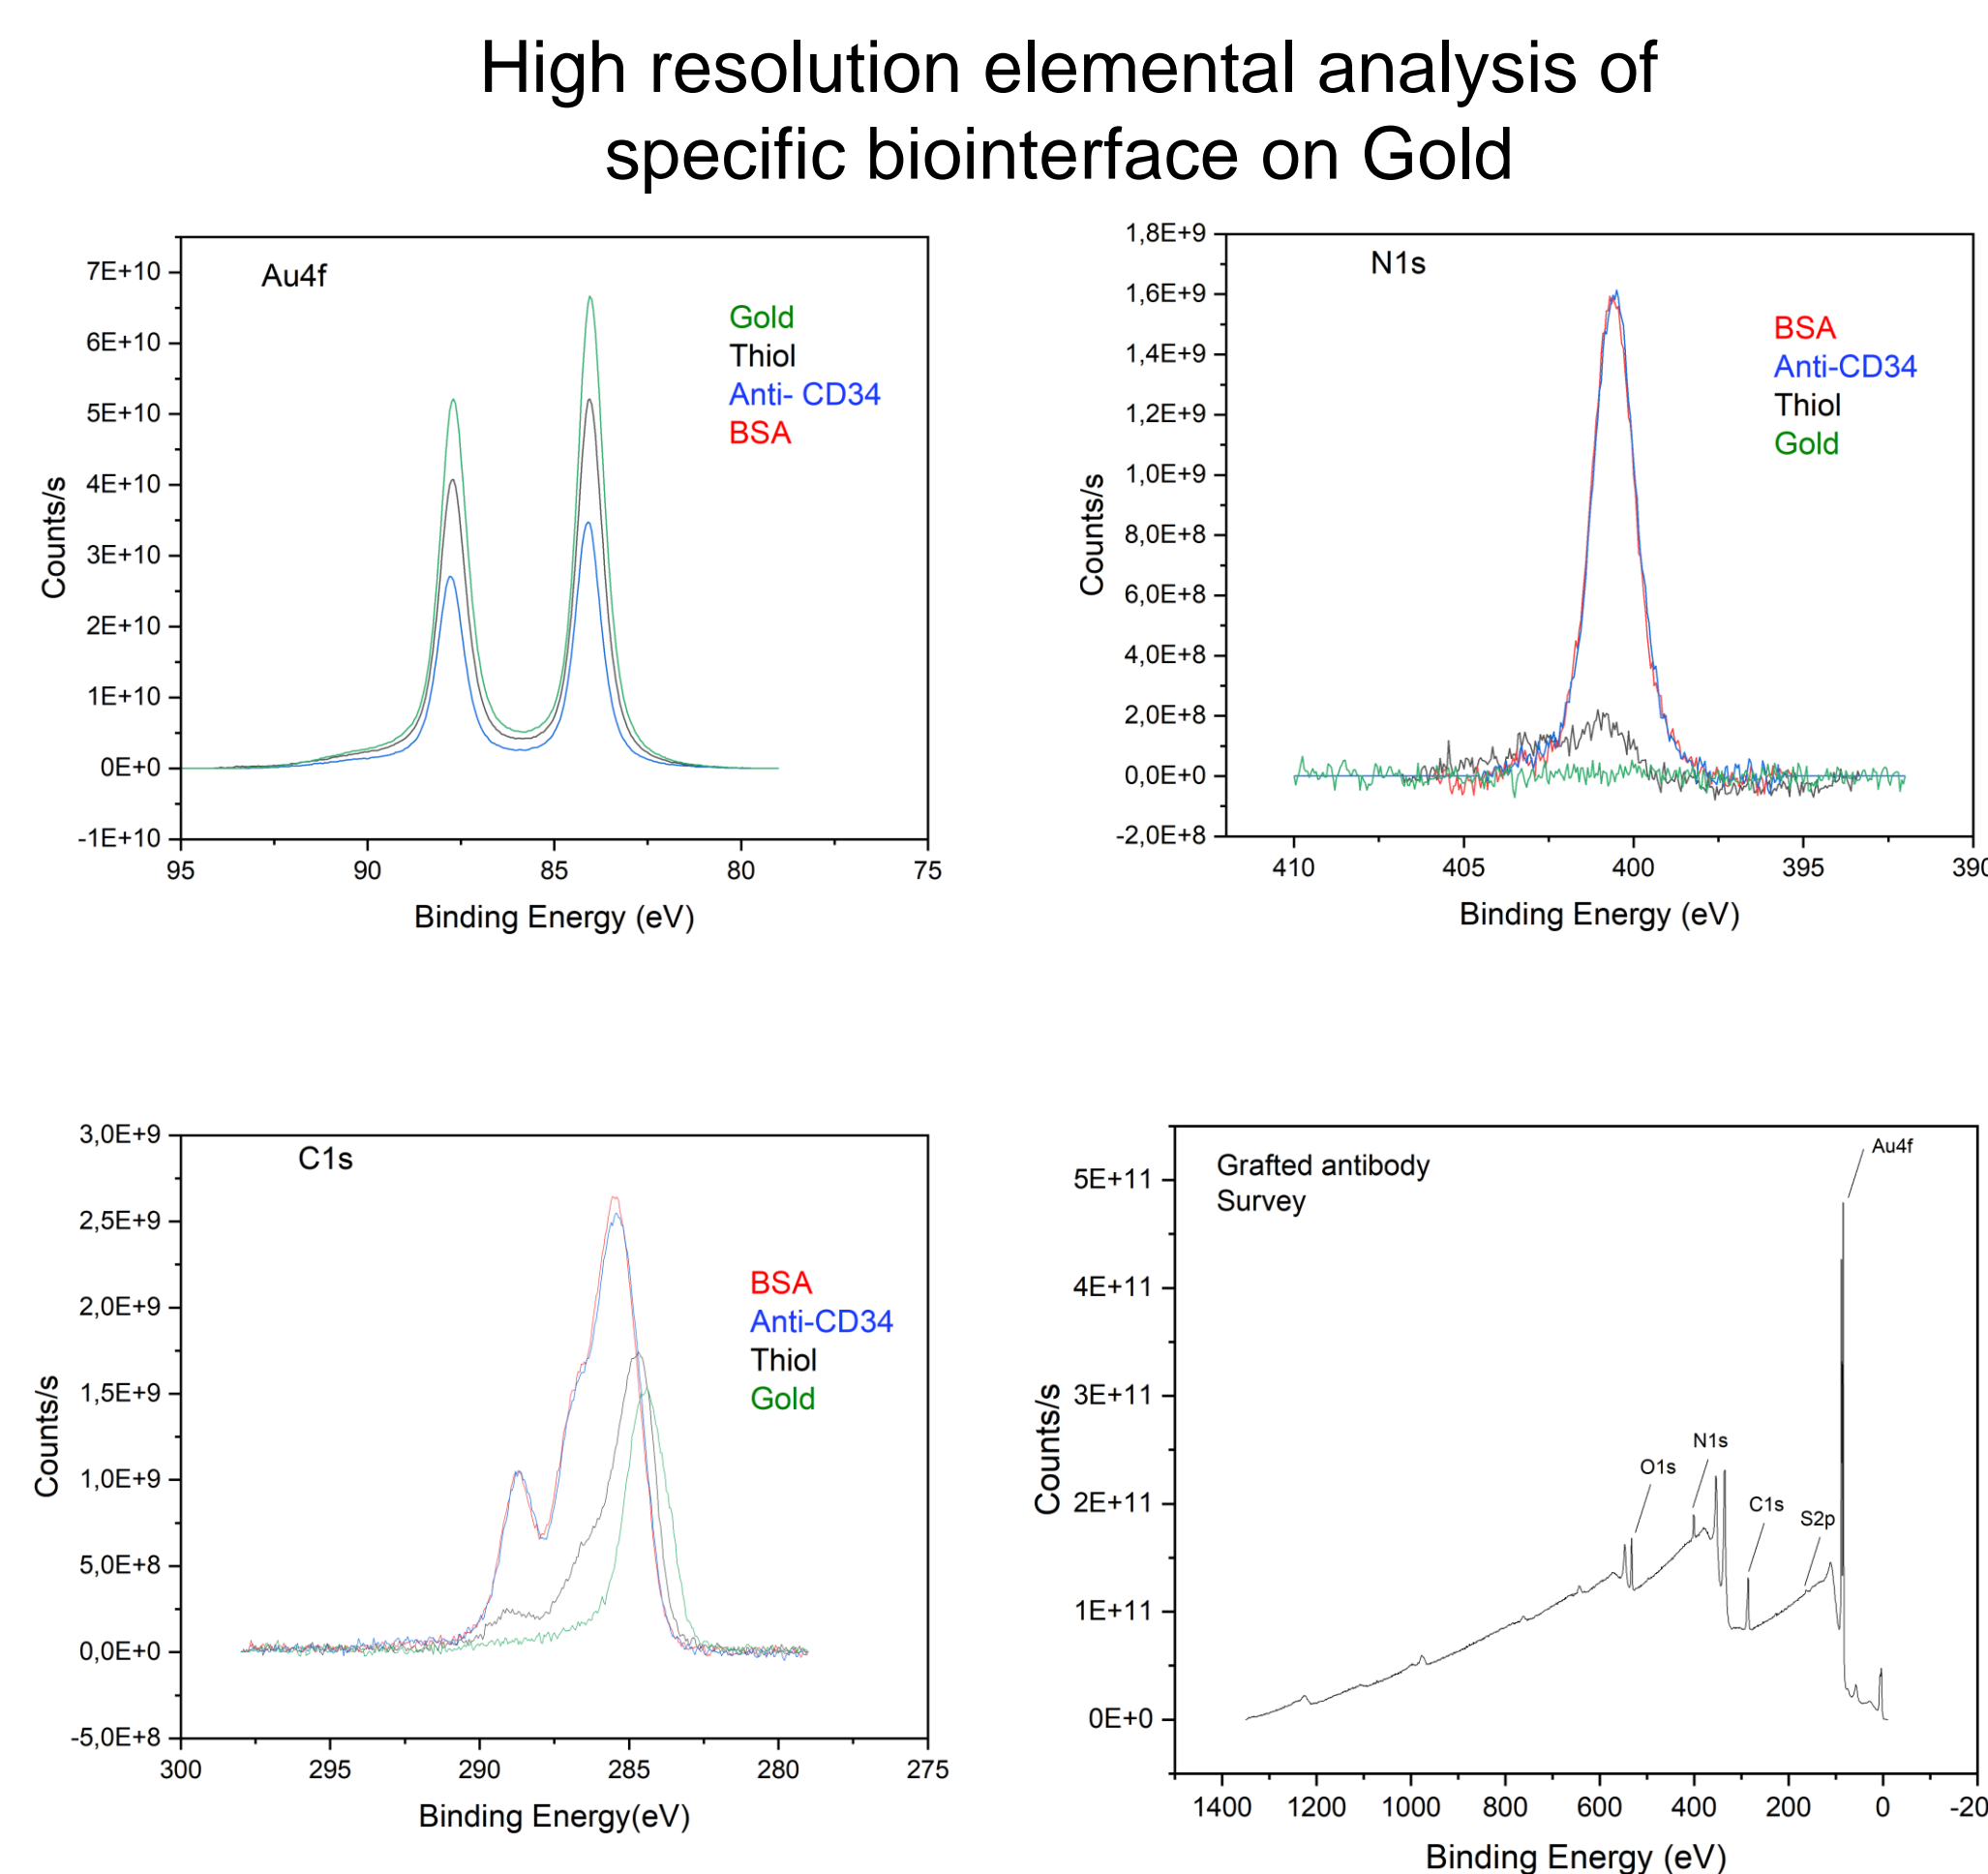 High resolution elemental analysis of
specific biointerface on Gold
Au4f
Gold
Thiol
Anti- CD34
BSA
7E+10
6E+10
5E+10
4E+10
3E+10
2E+10
1E+10
0E+0
-1E+10
Counts/s
95 90 85 80 75
Binding Energy (eV)
N1s
BSA
Anti-CD34
Thiol
Gold
1,8E+9
1,6E+9
1,4E+9
1,2E+9
1,0E+9
8,0E+8
6,0E+8
4,0E+8
2,0E+8
0,0E+0
-2,0E+8
Counts/s
410 405 400 395 390
Binding Energy (eV)
C1s
BSA
Anti-CD34
Thiol
Gold
3,0E+9
2,5E+9
2,0E+9
1,5E+9
1,0E+9
5,0E+8
0,0E+0
-5,0E+8
Counts/s
300 295 290 285 280 275
Binding Energy(eV)
Grafted antibody
Survey
Au4f
N1s
O1s
C1s
S2p
5E+11
4E+11
3E+11
2E+11
1E+11
0E+0
Counts/s
1400 1200 1000 800 600 400 200 0 -20
Binding Energy (eV)